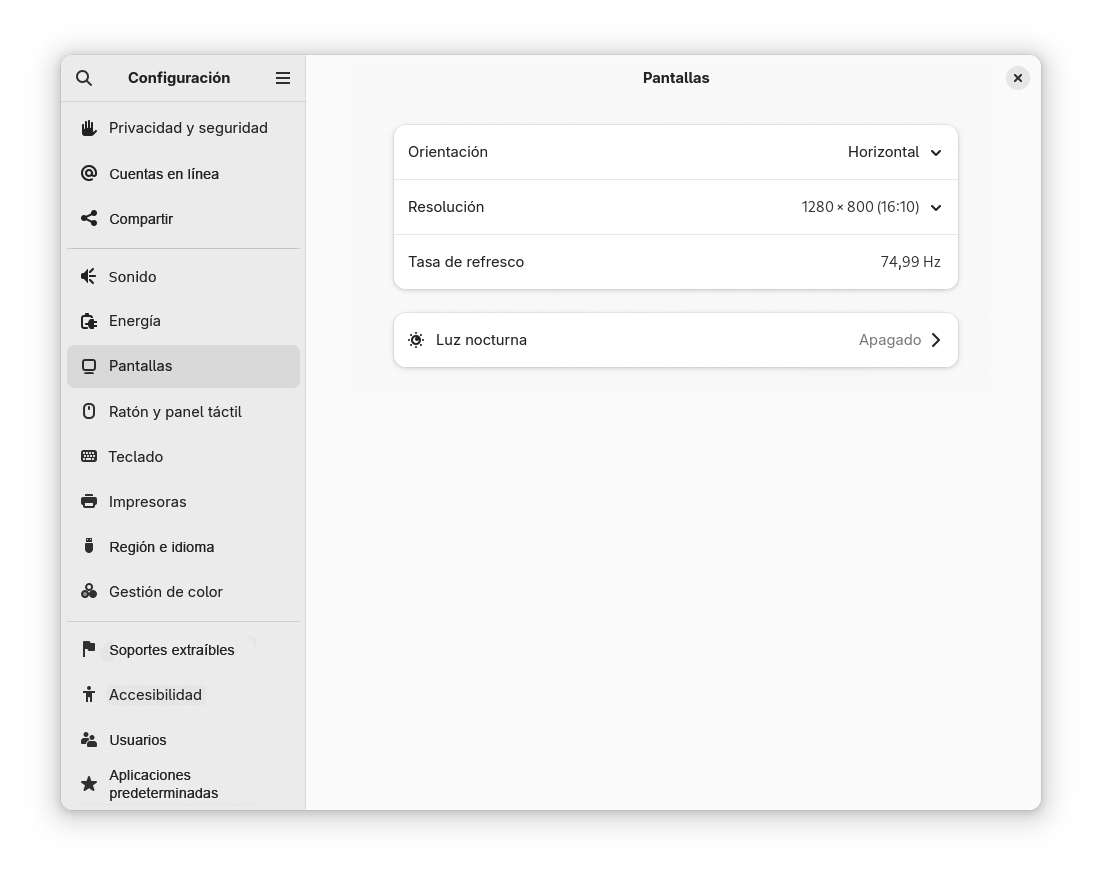 Configuración
Privacidad y seguridad
Cuentas en línea
Compartir
Sonido
Energía
Pantallas
Ratón y panel táctil
Teclado
Impresoras
Región e idioma
Gestión de color
Soportes extraíbles
Accesibilidad
Usuarios
Aplicaciones
predeterminadas
Pantallas
Orientación Horizontal
Resolución 1280 × 800 (16:10)
Tasa de refresco 74,99 Hz
Luz nocturna Apagado